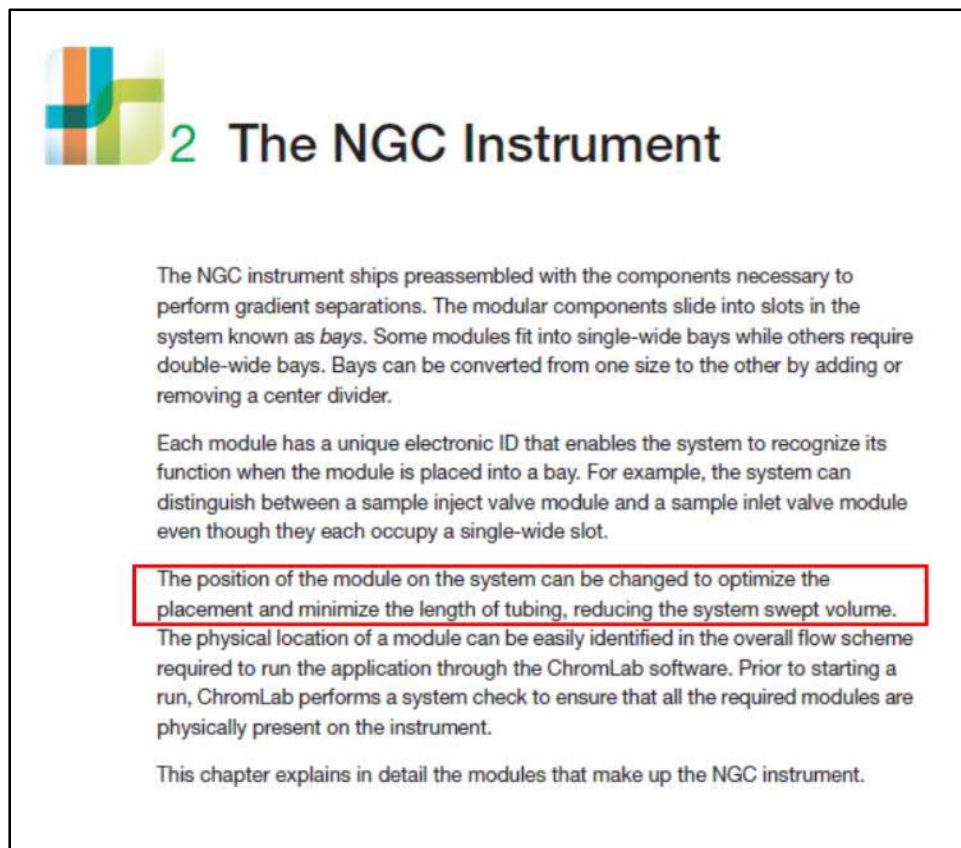 2 The NGC Instrument
The NGC instrument ships preassembled with the components necessary to
perform gradient separations. The modular components slide into slots in the
system known as bays. Some modules fit into single-wide bays while others require
double-wide bays. Bays can be converted from one size to the other by adding or
removing a center divider.
Each module has a unique electronic ID that enables the system to recognize its
function when the module is placed into a bay. For example, the system can
distinguish between a sample inject valve module and a sample inlet valve module
even though they each occupy a single-wide slot.
The position of the module on the system can be changed to optimize the
placement and minimize the length of tubing, reducing the system swept volume.
The physical location of a module can be easily identified in the overall flow scheme
required to run the application through the ChromLab software. Prior to starting a
run, ChromLab performs a system check to ensure that all the required modules are
physically present on the instrument.
This chapter explains in detail the modules that make up the NGC instrument.